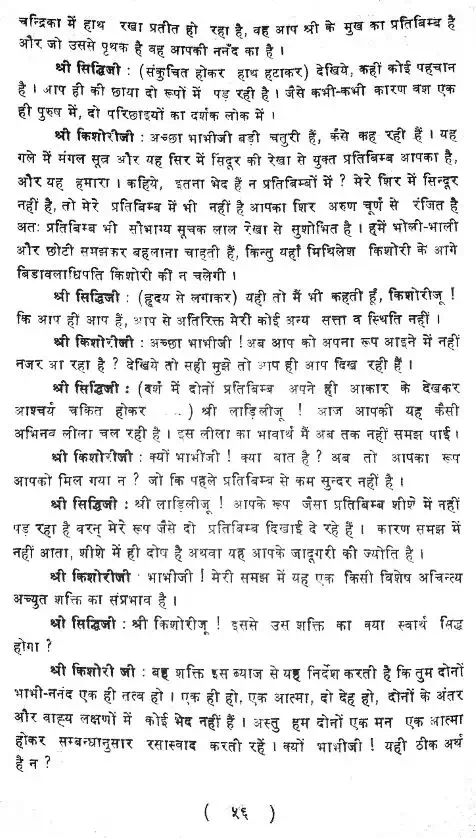 चन्द्रिका में हाथ रखा प्रतीत हो रहा है, वह आप श्री के मुख का प्रतिबिम्ब है
और जो उससे पृथक है वह आपकी ननँद का है ।
श्री सिद्धिजी : (संकुचित होकर हाथ हटाकर) देखिये, कहीं कोई पहचान
है । आप ही की छाया दो रूपों में पड़ रही है । जैसे कभी-कभी कारण वश एक
ही पुरुष में, दो परिछाइयों का दर्शक लोक में ।
श्री किशोरीजी : अच्छा भाभीजी बड़ी चतुरी हैं, कैसे कह रही हैं । यह
गले में मंगल सूत्र और यह सिर में सिंदूर की रेखा से युक्त प्रतिबिम्ब आपका है,
और यह हमारा । कहिये, इतना भेद हैं न प्रतिबिम्बों में ? मेरे शिर में सिन्दूर
नहीं है, तो मेरे प्रतिबिम्ब में भी नहीं है आपका शिर अरुण चूर्ण से रंजित है
अतः प्रतिबिम्ब भी सौभाग्य सूचक लाल रेखा से सुशोभित है । हमें भोली-भाली
और छोटी समझकर बहलाना चाहती हैं, किन्तु यहाँ मिथिलेश किशोरी के आगे
विडावलाधिपति किशोरी की न चलेगी ।
श्री सिद्धिजी : (हृदय से लगाकर) यही तो मैं भी कहती हूँ, किशोरीजू !
कि आप ही आप हैं, आप से अतिरिक्त मेरी कोई अन्य सत्ता व स्थिति नहीं ।
श्री किशोरीजी : अच्छा भाभीजी ! अब आप को अपना रूप आइने में नहीं
नजर आ रहा है ? देखिये तो सही मुझे तो आप ही आप दिख रही हैं ।
श्री सिद्धिजी : (दर्श में दोनों प्रतिबिम्ब अपने ही आकार के देखकर
आश्चर्य चकित होकर ...) श्री लाड़िलीजू ! आज आपकी यह कैसी
अभिनव लीला चल रही है । इस लीला का भावार्थ मैं अब तक नहीं समझ पाई ।
श्री किशोरीजी : क्यों भाभीजी ! क्या बात है ? अब तो आपका रूप
आपको मिल गया न ? जो कि पहले प्रतिबिम्ब से कम सुन्दर नहीं है ।
श्री सिद्धिजी : श्री लाड़िलीजू ! आपके रूप जैसा प्रतिबिम्ब शीशे में नहीं
पड़ रहा है वरन् मेरे रूप जैसे दो प्रतिबिम्ब दिखाई दे रहे हैं । कारण समझ में
नहीं आता, शीशे में ही दोष है अथवा यह आपके जादूगरी की ज्योति है ।
श्री किशोरीजी : भाभीजी ! मेरी समझ में यह एक किसी विशेष अचिन्त्य
अच्युत शक्ति का संप्रभाव है ।
श्री सिद्धिजी : श्री किशोरीजू ! इससे उस शक्ति का क्या स्वार्थ सिद्ध
होगा ?
श्री किशोरी जी : बह शक्ति इस ब्याज से यह निर्देश करती है कि तुम दोनों
भाभी-ननँद एक ही तत्व हो । एक ही हो, एक आत्मा, दो देह हो, दोनों के अंतर
और वाह्य लक्षणों में कोई भेद नहीं हैं । अस्तु हम दोनों एक मन एक आत्मा
होकर सम्बन्धानुसार रसास्वाद करती रहें । क्यों भाभीजी ! यही ठीक अर्थ
है न ?
( ५६ )